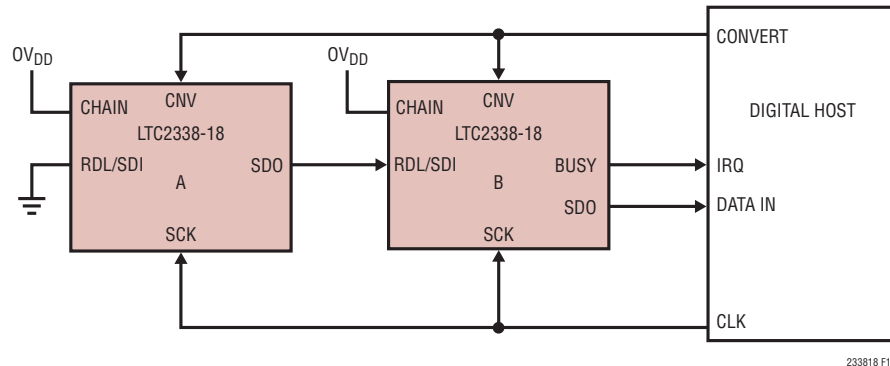 CONVERT
OVDD
OVDD
CHAIN
CNV
CHAIN
CNV
DIGITAL HOST
LTC2338-18
LTC2338-18
RDL/SDI
SDO
RDL/SDI
BUSY
IRQ
A
B
SDO
DATA IN
SCK
SCK
CLK
233818 F1